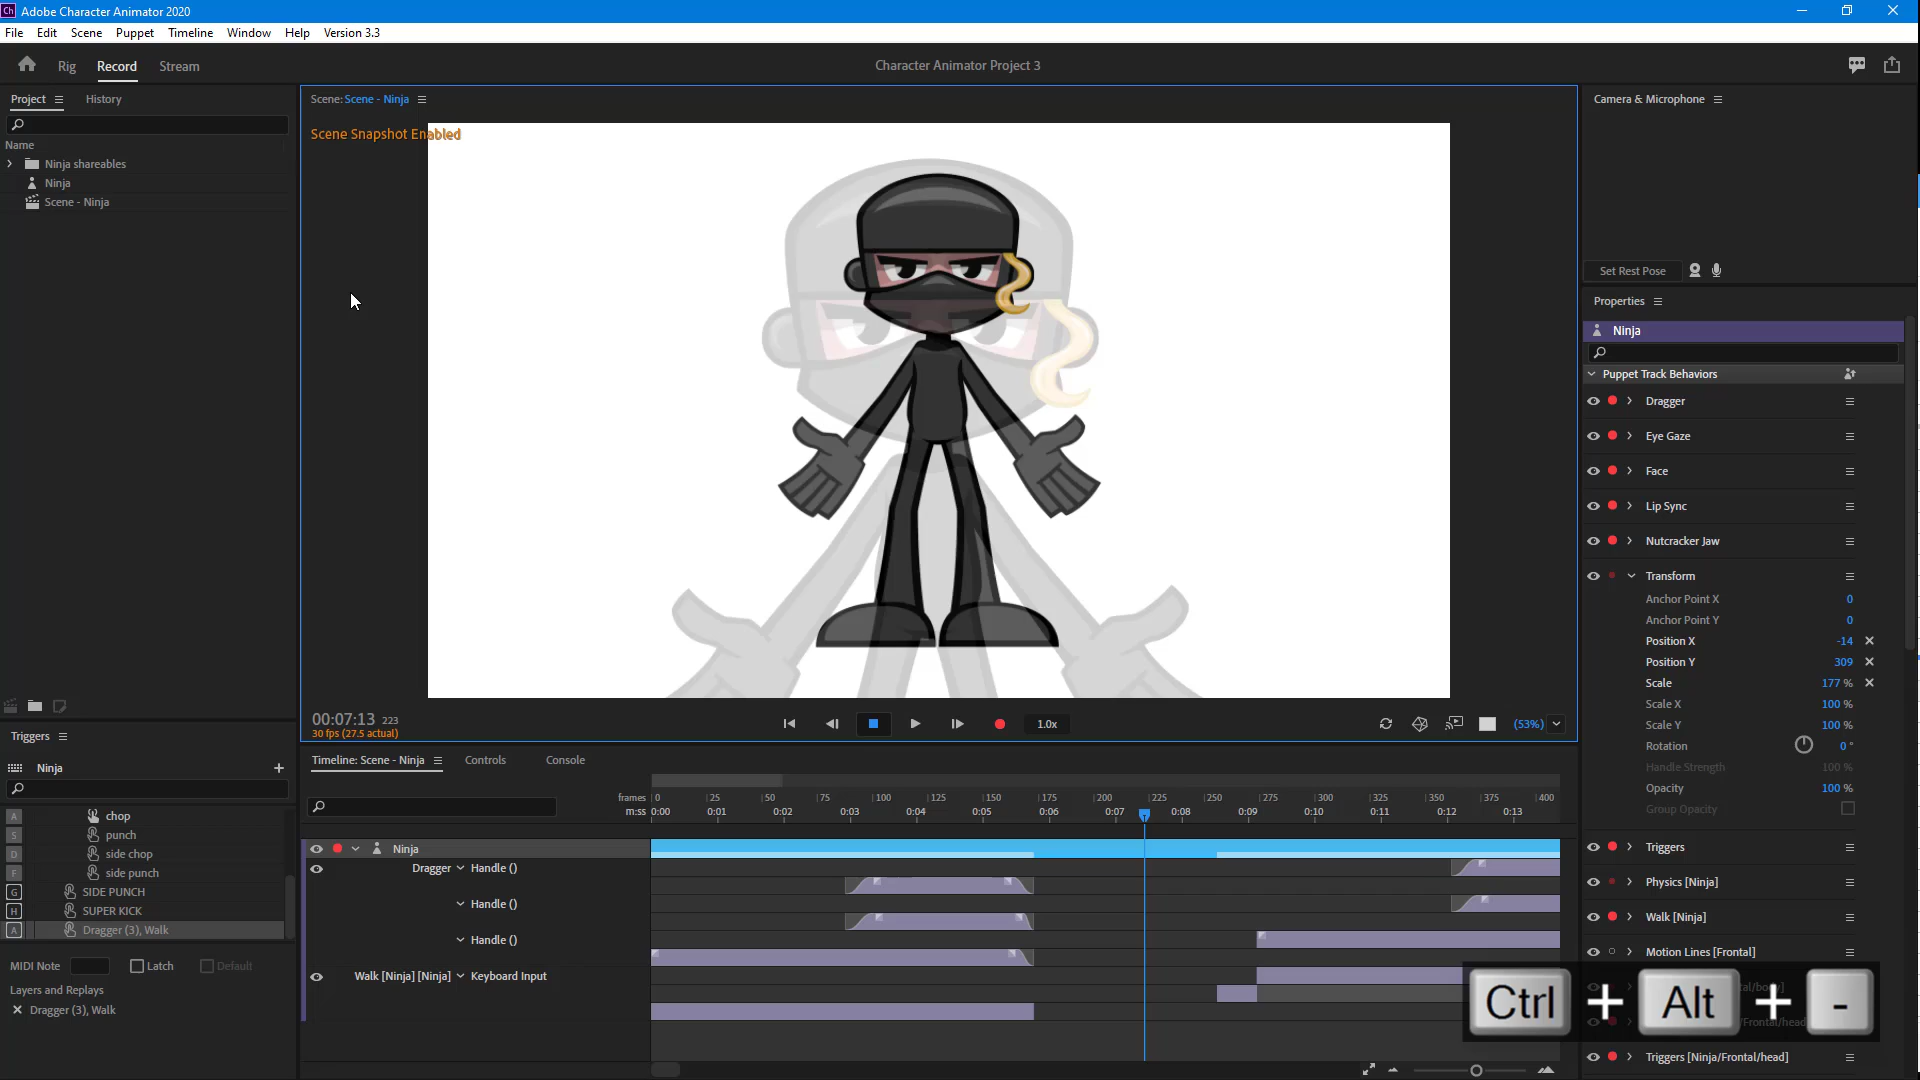 Ch Adobe Character Animator 2020
File Edit Scene Puppet Timeline Window Help Version 3.3
Rig Record Stream
Character Animator Project 3
Project History
Name
Ninja shareables
Ninja
Scene - Ninja
Scene: Scene - Ninja
Scene Snapshot Enabled
00:07:13 223
30 fps (27.5 actual)
1.0x
(53%)
Camera & Microphone
Set Rest Pose
Properties
Ninja
Puppet Track Behaviors
Dragger
Eye Gaze
Face
Lip Sync
Nutcracker Jaw
Transform
Anchor Point X 0
Anchor Point Y 0
Position X -14
Position Y 309
Scale 177 %
Scale X 100 %
Scale Y 100 %
Rotation 0 °
Handle Strength 100 %
Opacity 100 %
Group Opacity
Triggers
Physics [Ninja]
Walk [Ninja]
Motion Lines [Frontal]
Triggers [Ninja/Frontal/head]
Triggers
Ninja
A chop
S punch
D side chop
F side punch
G SIDE PUNCH
H SUPER KICK
A Dragger (3), Walk
MIDI Note Latch Default
Layers and Replays
Dragger (3), Walk
Timeline: Scene - Ninja Controls Console
frames 0 25 50 75 100 125 150 175 200 225 250 275 300 325 350 375 400
m:ss 0:00 0:01 0:02 0:03 0:04 0:05 0:06 0:07 0:08 0:09 0:10 0:11 0:12 0:13
Ninja
Dragger Handle ()
Handle ()
Handle ()
Walk [Ninja] [Ninja] Keyboard Input
Ctrl + Alt + -